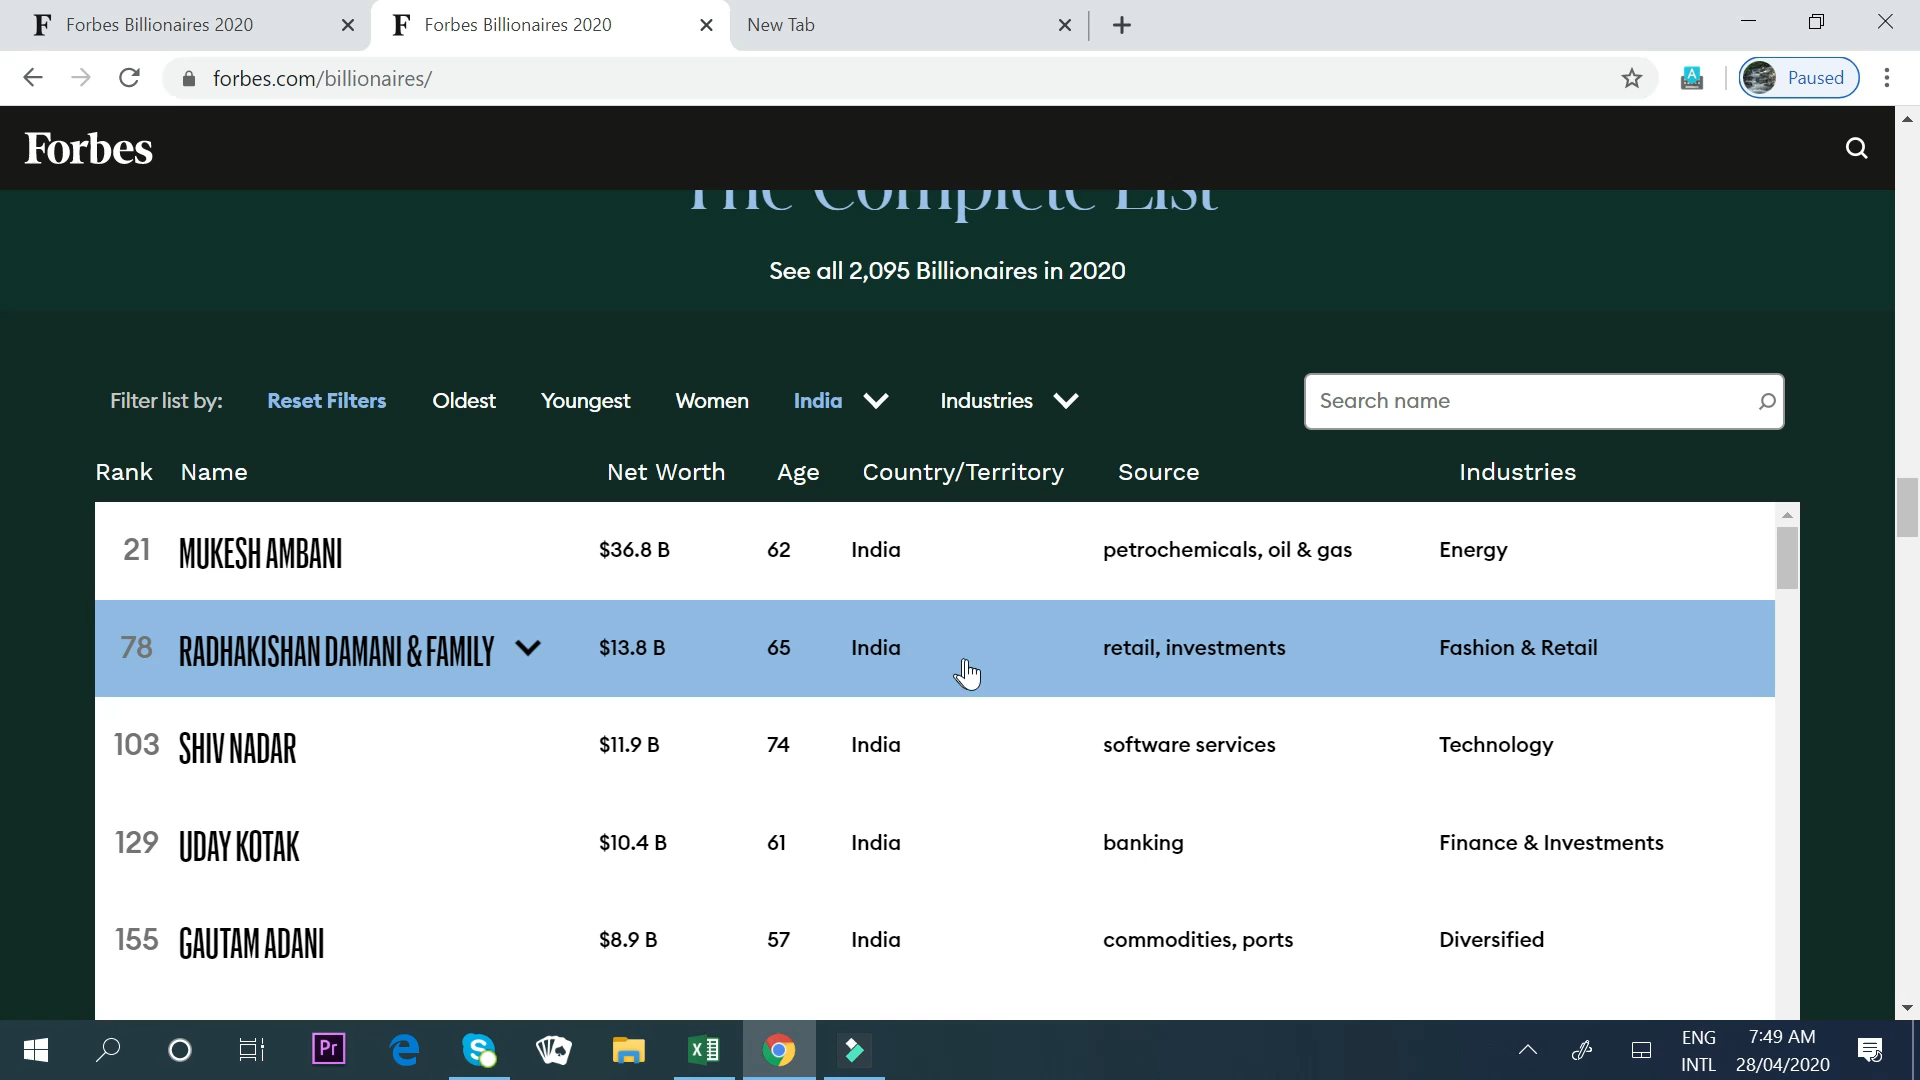 F Forbes Billionaires 2020 F Forbes Billionaires 2020 New Tab
forbes.com/billionaires/ A Paused
Forbes
The Complete List
See all 2,095 Billionaires in 2020
Filter list by: Reset Filters Oldest Youngest Women India Industries Search name
Rank Name Net Worth Age Country/Territory Source Industries
21 MUKESH AMBANI $36.8 B 62 India petrochemicals, oil & gas Energy
78 RADHAKISHAN DAMANI & FAMILY $13.8 B 65 India retail, investments Fashion & Retail
103 SHIV NADAR $11.9 B 74 India software services Technology
129 UDAY KOTAK $10.4 B 61 India banking Finance & Investments
155 GAUTAM ADANI $8.9 B 57 India commodities, ports Diversified
Pr ENG 7:49 AM
INTL 28/04/2020